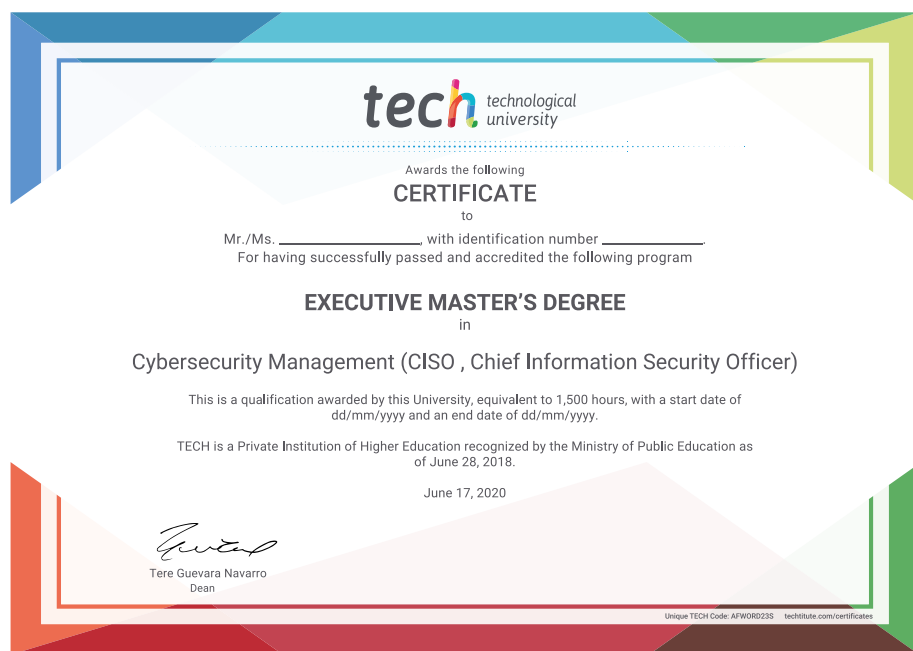 tech technological
university
Awards the following
CERTIFICATE
to
Mr./Ms. ____________, with identification number ____________.
For having successfully passed and accredited the following program
EXECUTIVE MASTER’S DEGREE
in
Cybersecurity Management (CISO , Chief Information Security Officer)
This is a qualification awarded by this University, equivalent to 1,500 hours, with a start date of
dd/mm/yyyy and an end date of dd/mm/yyyy.
TECH is a Private Institution of Higher Education recognized by the Ministry of Public Education as
of June 28, 2018.
June 17, 2020
Tere Guevara Navarro
Dean
Unique TECH Code: AFWORD23S techtitute.com/certificates